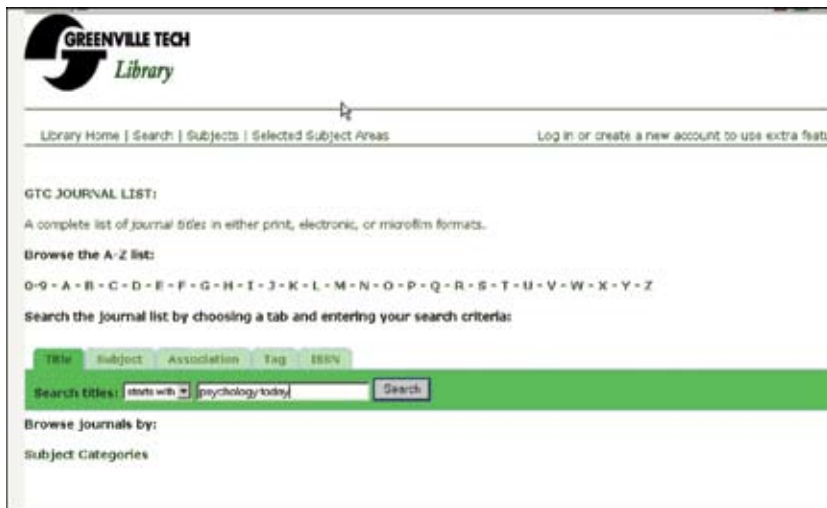 GREENVILLE TECH
Library
Library Home | Search | Subjects | Selected Subject Areas Log in or create a new account to use extra featu
GTC JOURNAL LIST:
A complete list of journal titles in either print, electronic, or microfilm formats.
Browse the A-Z list:
0-9 - A - B - C - D - E - F - G - H - I - J - K - L - M - N - O - P - Q - R - S - T - U - V - W - X - Y - Z
Search the journal list by choosing a tab and entering your search criteria:
Title Subject Association Tag ISSN
Search titles: starts with psychology today Search
Browse journals by:
Subject Categories